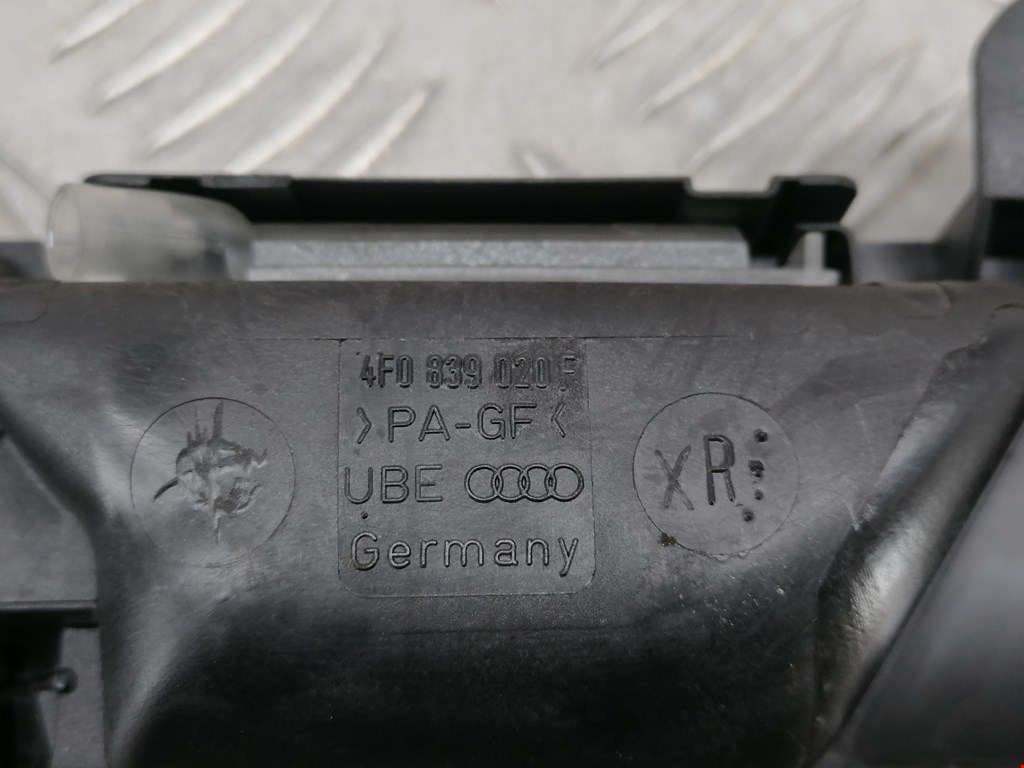 4F0 839 020 F
>PA-GF<
UBE
Germany
XR